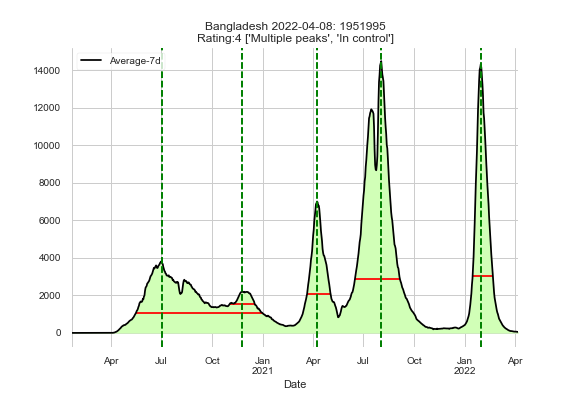 Bangladesh 2022-04-08: 1951995
Rating:4 ['Multiple peaks', 'In control']
Average-7d
14000
12000
10000
8000
6000
4000
2000
0
Apr Jul Oct Jan Apr Jul Oct Jan Apr
2021 2022
Date